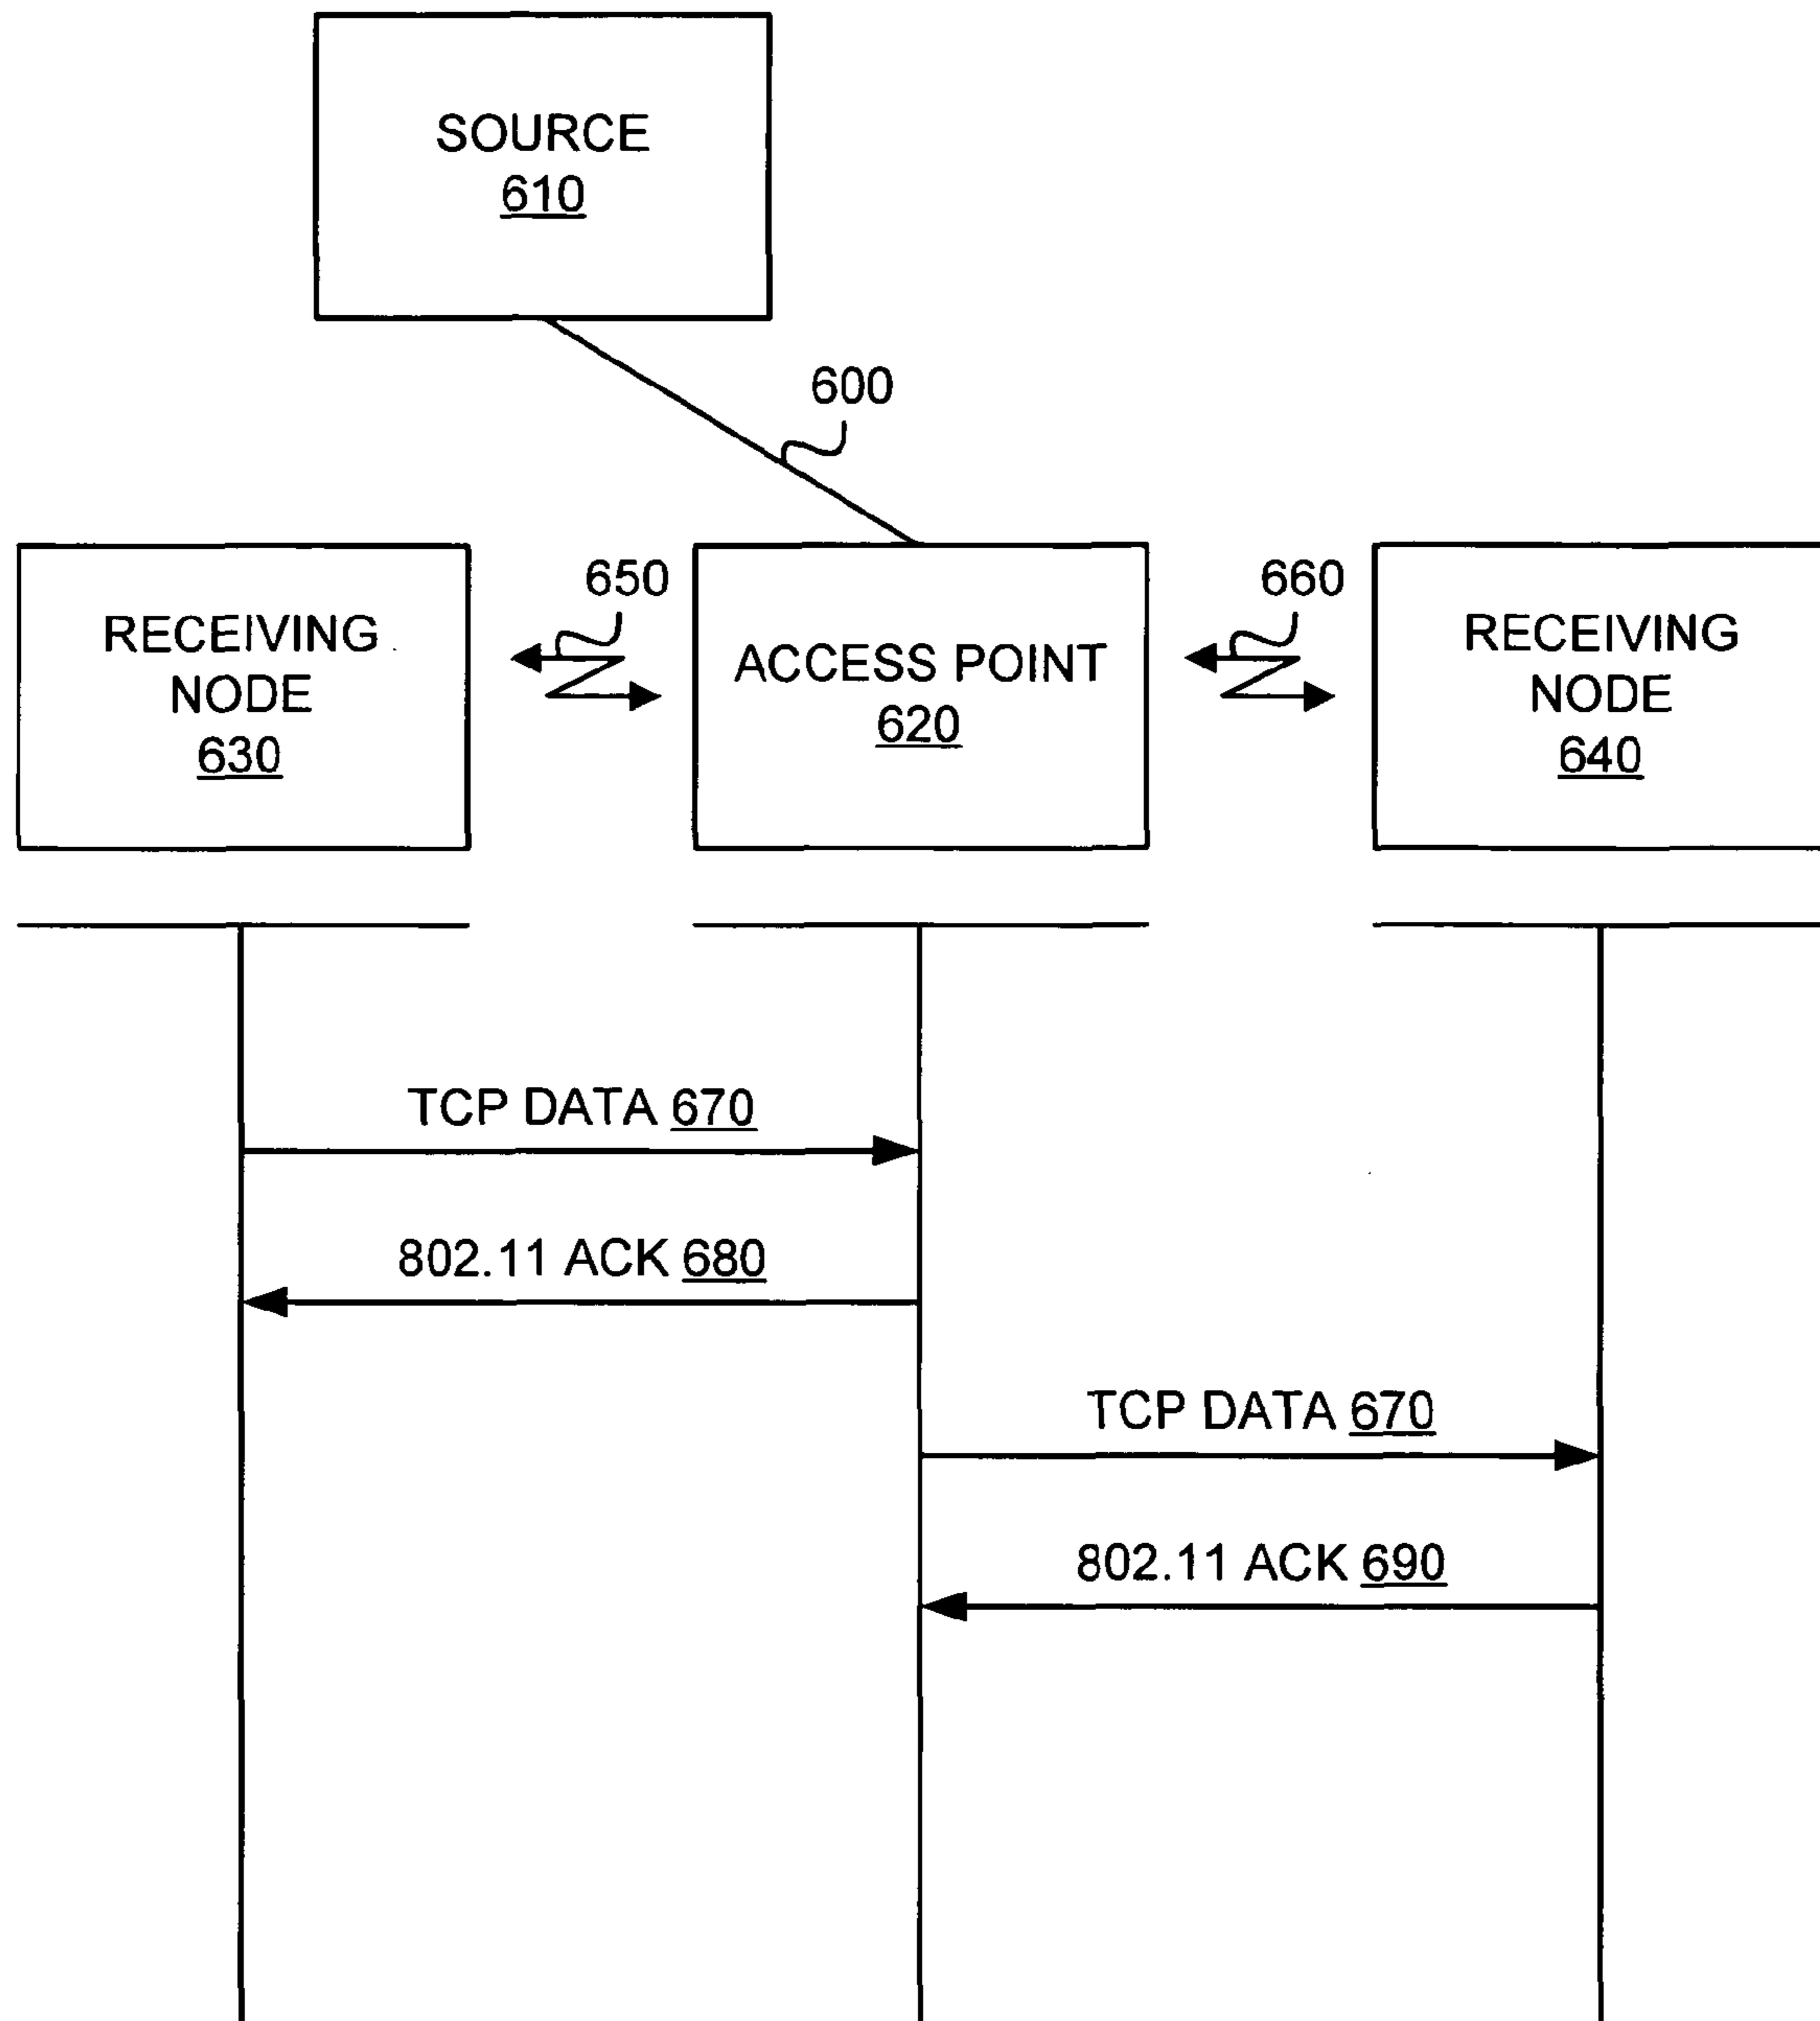 SOURCE
610
600
650
660
RECEIVING
NODE
630
ACCESS POINT
620
RECEIVING
NODE
640
TCP DATA 670
802.11 ACK 680
TCP DATA 670
802.11 ACK 690